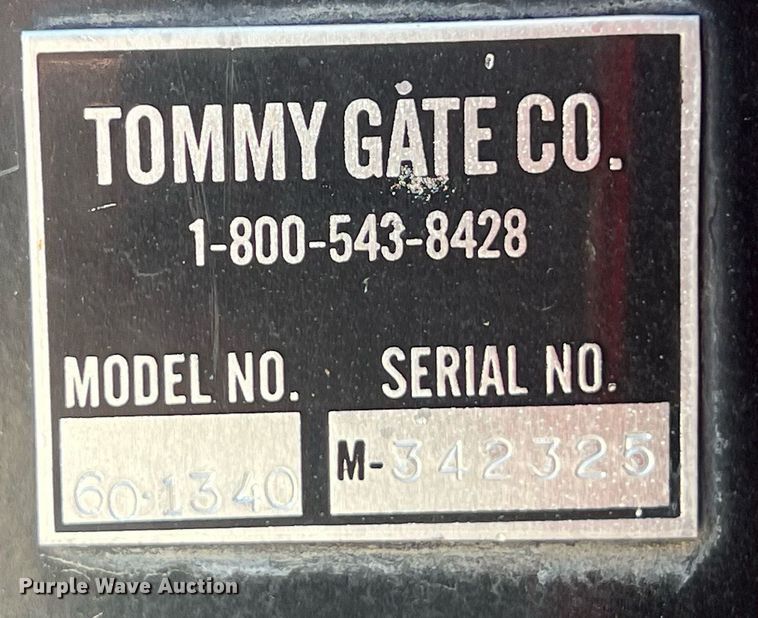 TOMMY GATE CO.
1-800-543-8428
MODEL NO. SERIAL NO.
60-1340 M-342325
Purple Wave Auction